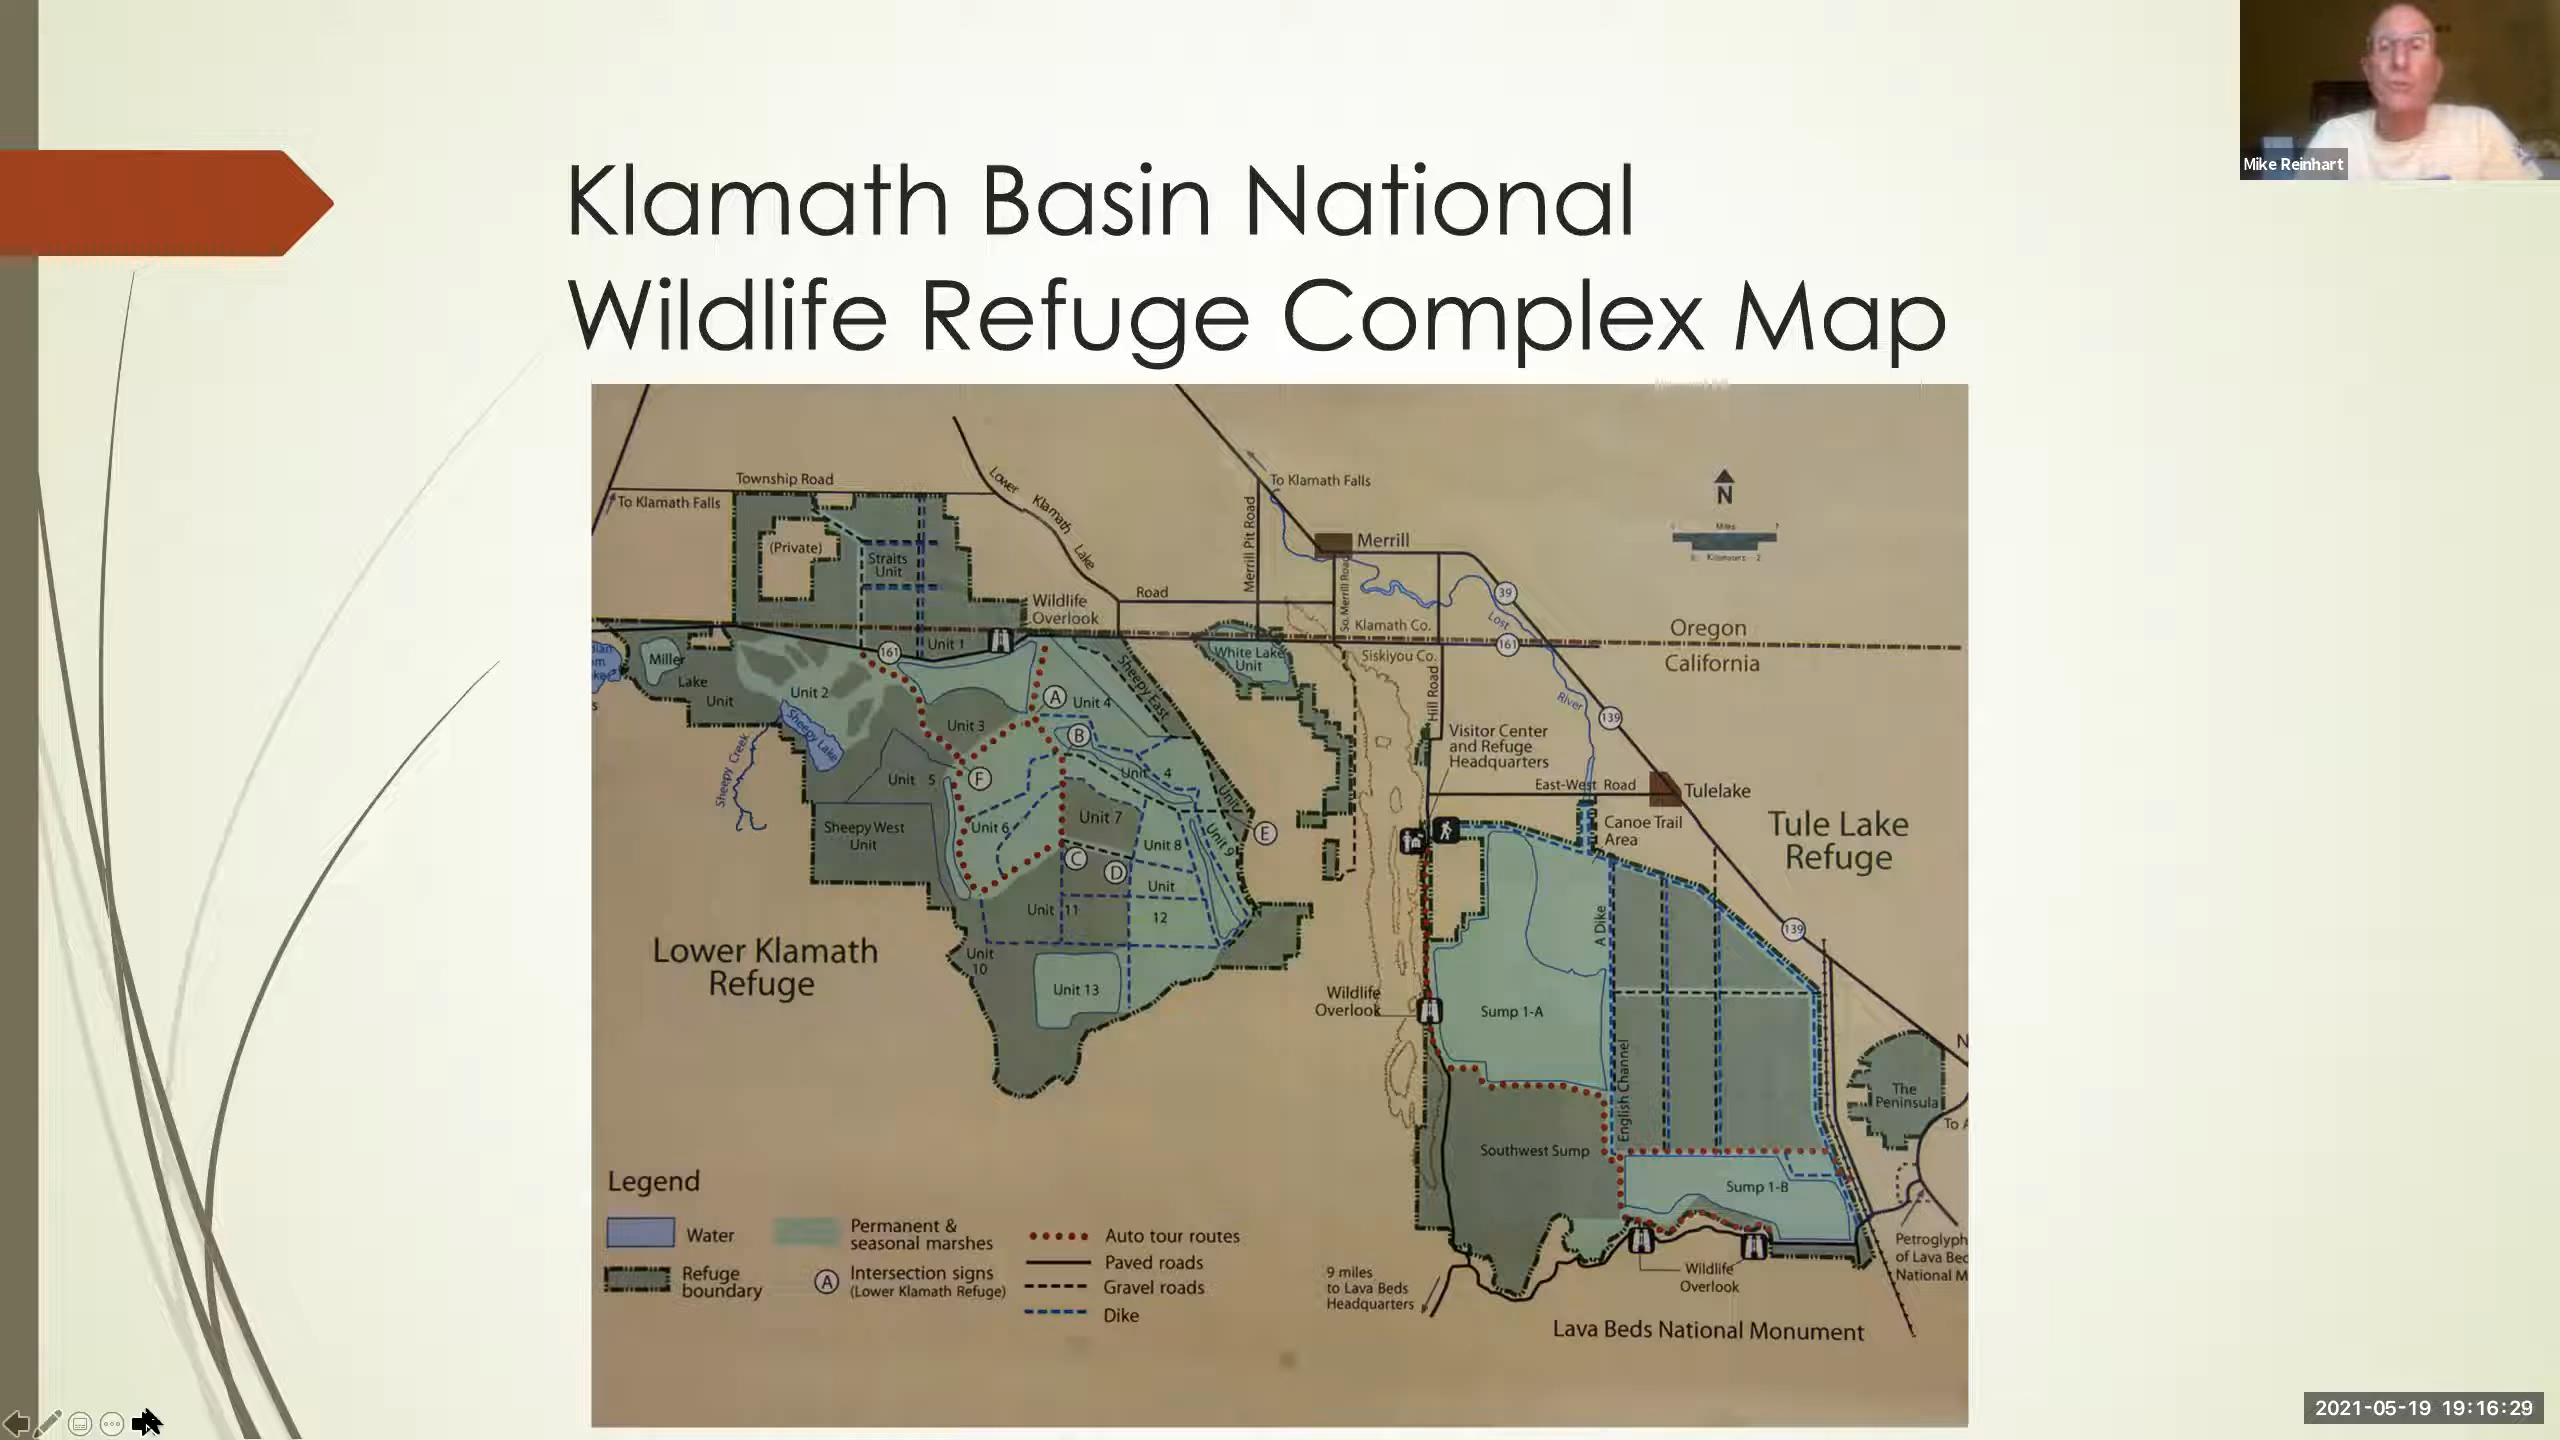 Mike Reinhart
Klamath Basin National
Wildlife Refuge Complex Map
Township Road
To Klamath Falls
(Private)
Straits
Unit
Lower Klamath Lake
Road
Wildlife
Overlook
Merrill Pit Road
To Klamath Falls
Merrill
So. Merrill Road
N
Miles
Kilometers
39
Lost
River
Klamath Co.
Siskiyou Co.
161
Oregon
California
Unit 1
161
Miller
Lake
Unit
Unit 2
Sheepy Lake
Sheepy Creek
Unit 3
A
Unit 4
Sheepy East
White Lake
Unit
Hill Road
139
B
Unit 4
Unit 5
F
Visitor Center
and Refuge
Headquarters
East-West Road
Tulelake
Sheepy West
Unit
Unit 6
Unit 7
Unit 8
Unit 9
Unit
E
C
D
Canoe Trail
Area
Tule Lake
Refuge
Unit 11
Unit
12
A Dike
139
Lower Klamath
Refuge
Unit
10
Unit 13
Wildlife
Overlook
Sump 1-A
English Channel
The
Peninsula
N
To A
Southwest Sump
Sump 1-B
Legend
Water
Refuge
boundary
Permanent &
seasonal marshes
A
Intersection signs
(Lower Klamath Refuge)
Auto tour routes
Paved roads
Gravel roads
Dike
9 miles
to Lava Beds
Headquarters
Wildlife
Overlook
Petroglyph
of Lava Bed
National M
Lava Beds National Monument
2021-05-19 19:16:29